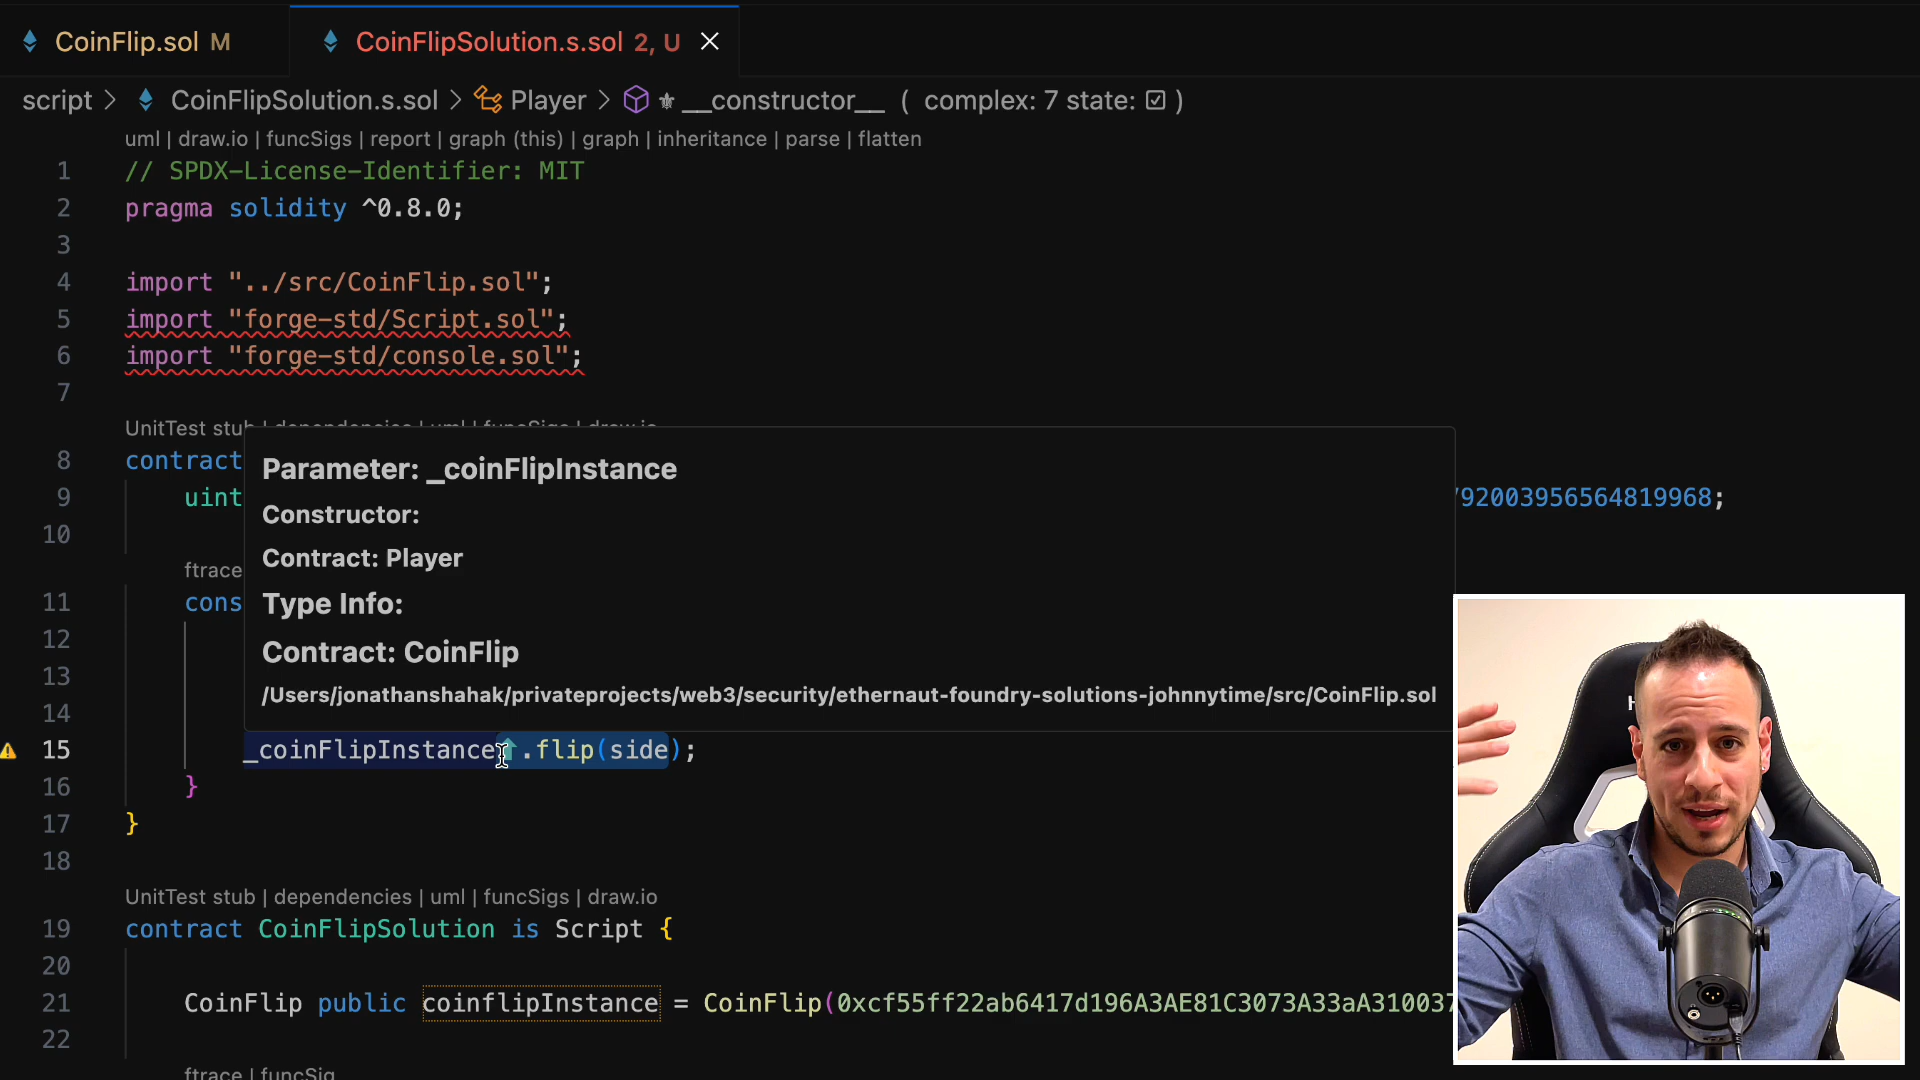 CoinFlip.sol M
CoinFlipSolution.s.sol 2, U
script > CoinFlipSolution.s.sol > Player > __constructor__ ( complex: 7 state: ☑ )
uml | draw.io | funcSigs | report | graph (this) | graph | inheritance | parse | flatten
1 // SPDX-License-Identifier: MIT
2 pragma solidity ^0.8.0;
3
4 import "../src/CoinFlip.sol";
5 import "forge-std/Script.sol";
6 import "forge-std/console.sol";
7
UnitTest stub | dependencies | uml | funcSigs | draw.io
8 contract
9 uint 92003956564819968;
10
ftrace
11 cons
12
13
14
Parameter: _coinFlipInstance
Constructor:
Contract: Player
Type Info:
Contract: CoinFlip
/Users/jonathanshahak/privateprojects/web3/security/ethernaut-foundry-solutions-johnnytime/src/CoinFlip.sol
15 _coinFlipInstance↑.flip(side);
16 }
17 }
18
UnitTest stub | dependencies | uml | funcSigs | draw.io
19 contract CoinFlipSolution is Script {
20
21 CoinFlip public coinflipInstance = CoinFlip(0xcf55ff22ab6417d196A3AE81C3073A33aA310037
22
ftrace | funcSig